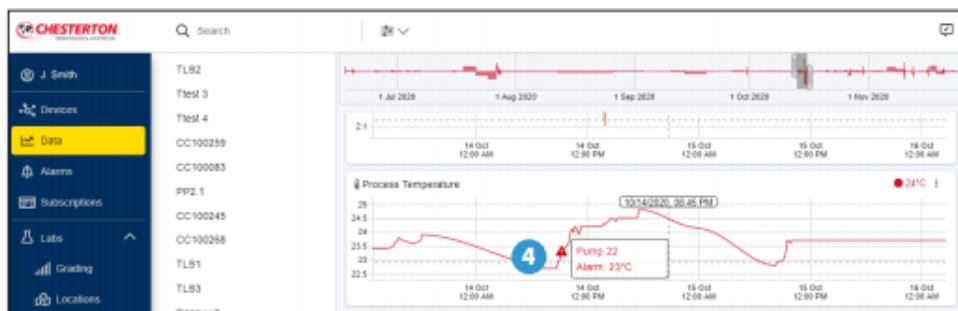 CHESTERTON
Search
J. Smith
Devices
Data
Alarms
Subscriptions
Labs
Grading
Locations
TLB2
Ttest 3
Ttest 4
CC100259
CC100083
PP2.1
CC100245
CC100268
TLB1
TLB3
1 Jul 2020
1 Aug 2020
1 Sep 2020
1 Oct 2020
1 Nov 2020
2:1
14 Oct
12:00 AM
14 Oct
12:00 PM
15 Oct
12:00 AM
15 Oct
12:00 PM
16 Oct
12:00 AM
Process Temperature
24°C
10/14/2020, 08:45 PM
25
24.5
24
23.5
23
22.5
4
Pump 22
Alarm: 23°C
14 Oct
12:00 AM
14 Oct
12:00 PM
15 Oct
12:00 AM
15 Oct
12:00 PM
16 Oct
12:00 AM